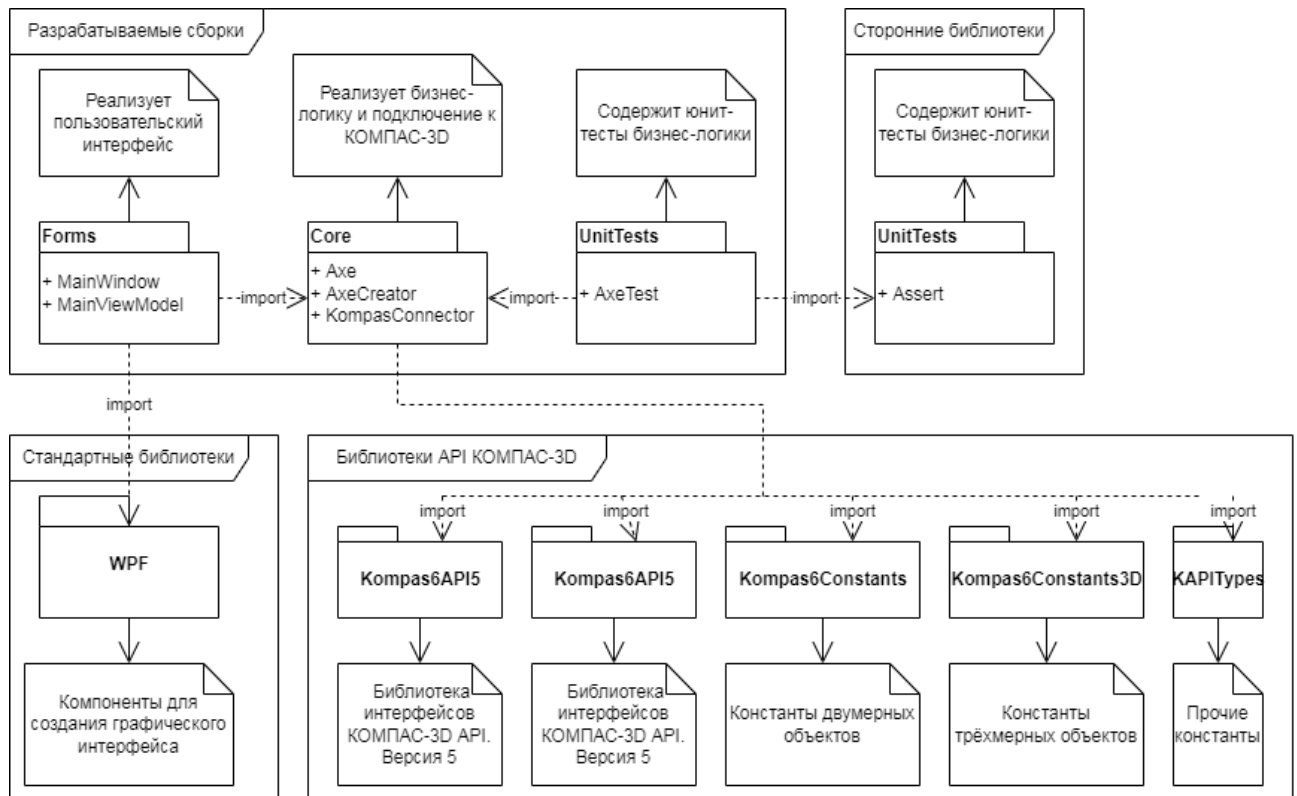 Разрабатываемые сборки
Сторонние библиотеки
Реализует
пользовательский
интерфейс
Реализует бизнес-
логику и подключение к
КОМПАС-3D
Содержит юнит-
тесты бизнес-логики
Содержит юнит-
тесты бизнес-логики
Forms
+ MainWindow
+ MainViewModel
import
Core
+ Axe
+ AxeCreator
+ KompasConnector
import
UnitTests
+ AxeTest
import
UnitTests
+ Assert
import
Стандартные библиотеки
Библиотеки API КОМПАС-3D
import
import
import
import
import
WPF
Kompas6API5
Kompas6API5
Kompas6Constants
Kompas6Constants3D
KAPITypes
Компоненты для
создания графического
интерфейса
Библиотека
интерфейсов
КОМПАС-3D API.
Версия 5
Библиотека
интерфейсов
КОМПАС-3D API.
Версия 5
Константы двумерных
объектов
Константы
трёхмерных объектов
Прочие
константы